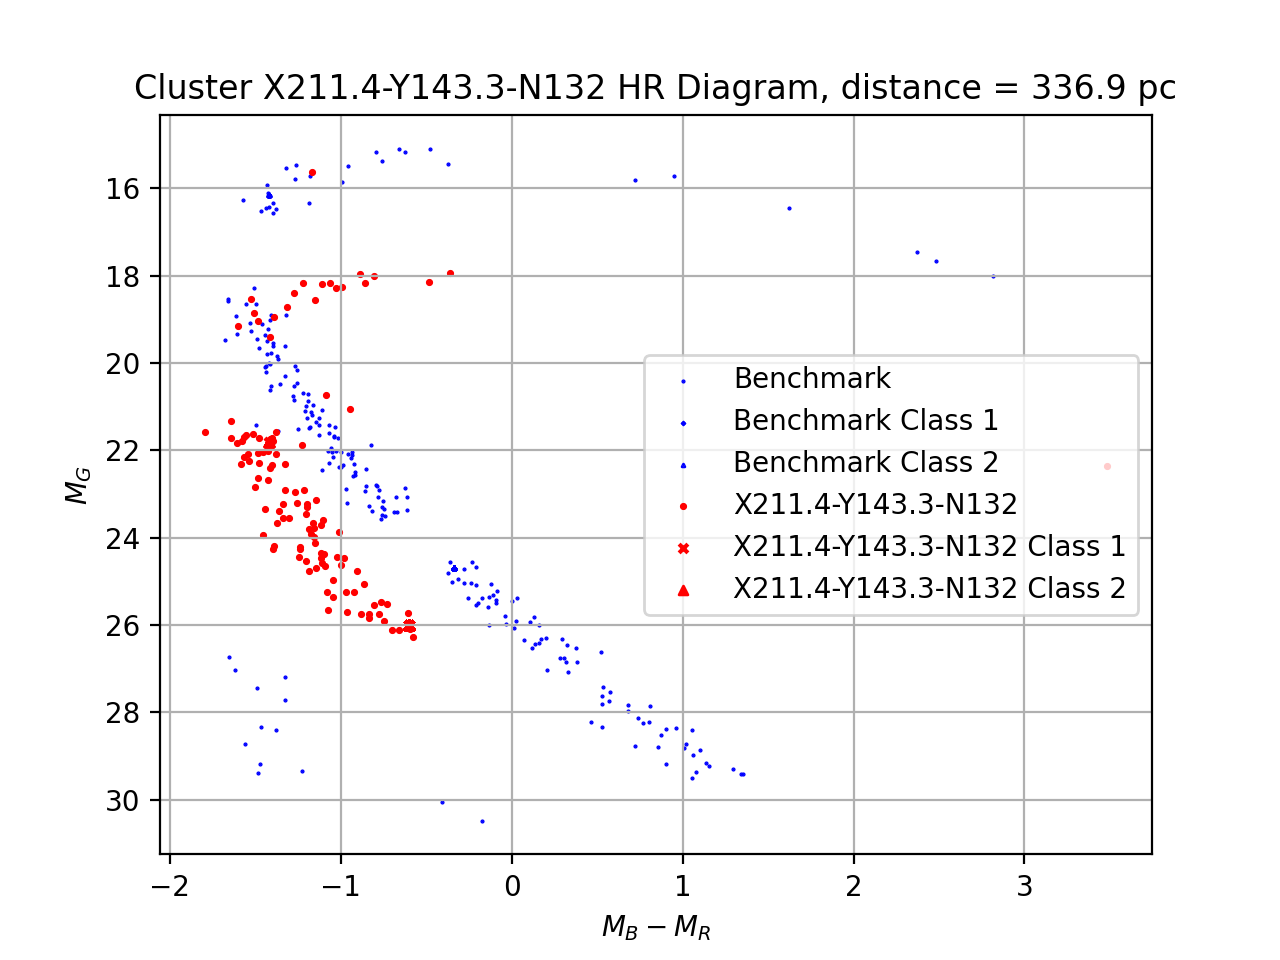 Cluster X211.4-Y143.3-N132 HR Diagram, distance = 336.9 pc
16
18
20
22
24
26
28
30
M_G
Benchmark
Benchmark Class 1
Benchmark Class 2
X211.4-Y143.3-N132
X211.4-Y143.3-N132 Class 1
X211.4-Y143.3-N132 Class 2
−2 −1 0 1 2 3
M_B − M_R